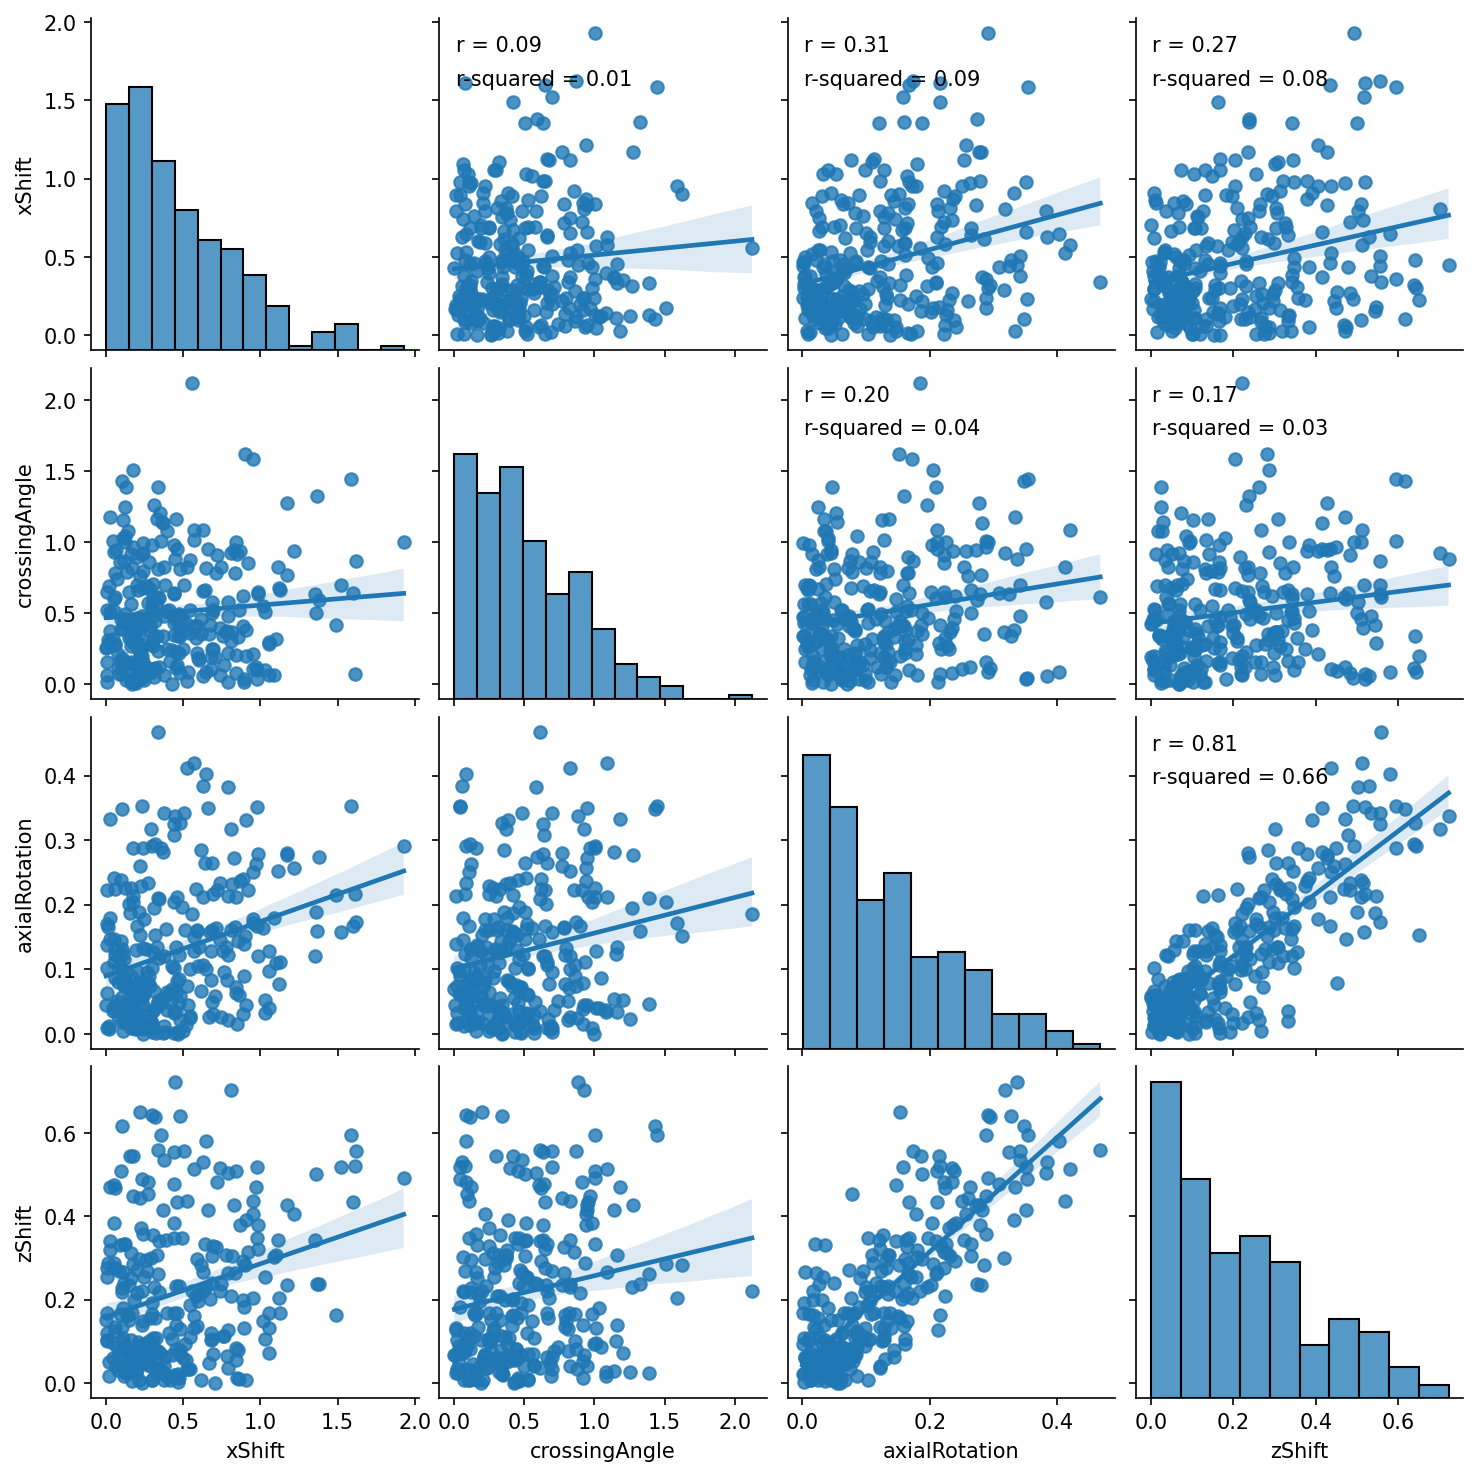 2.0
r = 0.09
r = 0.31
r = 0.27
r-squared = 0.01
r-squared = 0.09
r-squared = 0.08
1.5
xShift
1.0
0.5
0.0
r = 0.20
r = 0.17
2.0
r-squared = 0.04
r-squared = 0.03
crossingAngle
1.5
1.0
0.5
0.0
r = 0.81
r-squared = 0.66
axialRotation
0.4
0.3
0.2
0.1
0.0
zShift
0.6
0.4
0.2
0.0
0.0 0.5 1.0 1.5 2.0 0.0 0.5 1.0 1.5 2.0 0.0 0.2 0.4 0.0 0.2 0.4 0.6
xShift crossingAngle axialRotation zShift